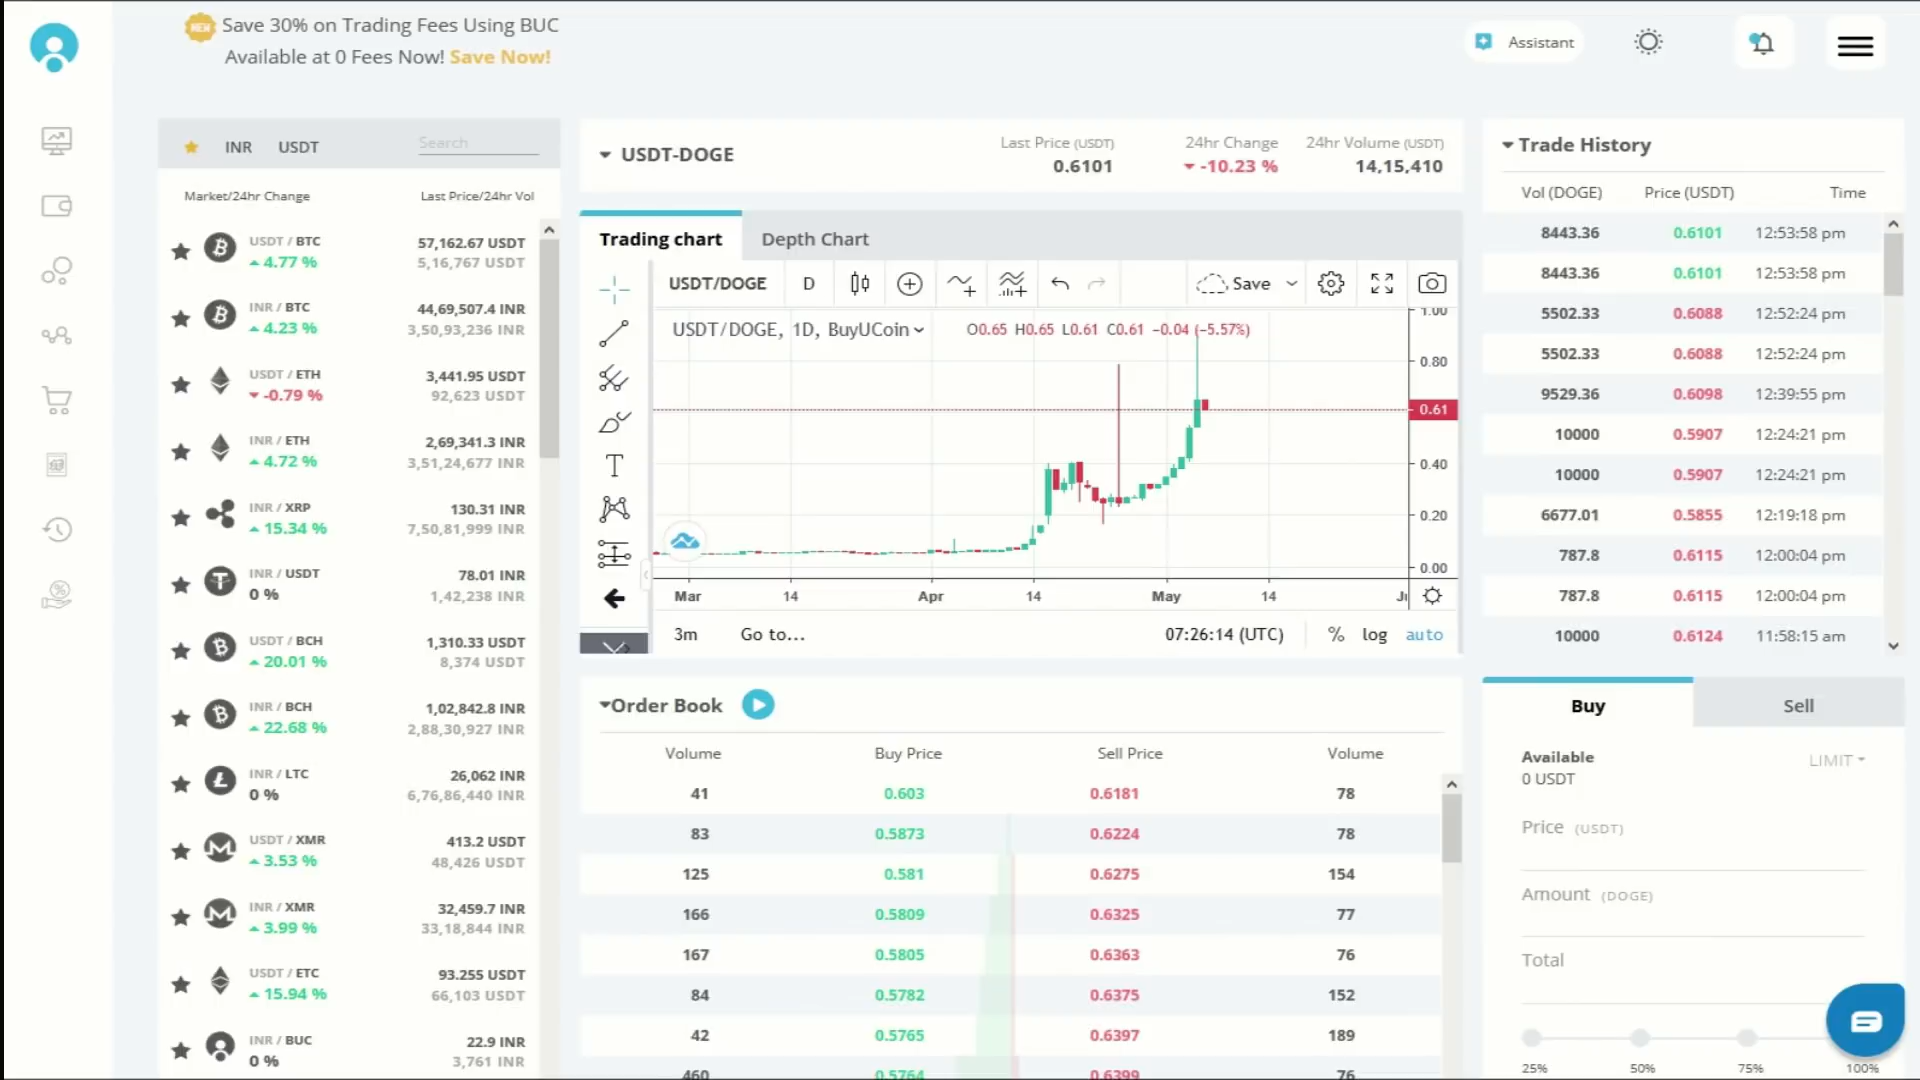 NEW Save 30% on Trading Fees Using BUC
Available at 0 Fees Now! Save Now!
Assistant
INR USDT Search
Market/24hr Change Last Price/24hr Vol
USDT / BTC 57,162.67 USDT
4.77 % 5,16,767 USDT
INR / BTC 44,69,507.4 INR
4.23 % 3,50,93,236 INR
USDT / ETH 3,441.95 USDT
-0.79 % 92,623 USDT
INR / ETH 2,69,341.3 INR
4.72 % 3,51,24,677 INR
INR / XRP 130.31 INR
15.34 % 7,50,81,999 INR
INR / USDT 78.01 INR
0 % 1,42,238 INR
USDT / BCH 1,310.33 USDT
20.01 % 8,374 USDT
INR / BCH 1,02,842.8 INR
22.68 % 2,88,30,927 INR
INR / LTC 26,062 INR
0 % 6,76,86,440 INR
USDT / XMR 413.2 USDT
3.53 % 48,426 USDT
INR / XMR 32,459.7 INR
3.99 % 33,18,844 INR
USDT / ETC 93.255 USDT
15.94 % 66,103 USDT
INR / BUC 22.9 INR
0 % 3,761 INR
USDT-DOGE
Last Price (USDT) 24hr Change 24hr Volume (USDT)
0.6101 -10.23 % 14,15,410
Trading chart Depth Chart
USDT/DOGE D Save
USDT/DOGE, 1D, BuyUCoin O0.65 H0.65 L0.61 C0.61 −0.04 (−5.57%)
1.00
0.80
0.61
0.40
0.20
0.00
Mar 14 Apr 14 May 14
3m Go to... 07:26:14 (UTC) % log auto
Order Book
Volume Buy Price Sell Price Volume
41 0.603 0.6181 78
83 0.5873 0.6224 78
125 0.581 0.6275 154
166 0.5809 0.6325 77
167 0.5805 0.6363 76
84 0.5782 0.6375 152
42 0.5765 0.6397 189
460 0.5764 0.6399 76
Trade History
Vol (DOGE) Price (USDT) Time
8443.36 0.6101 12:53:58 pm
8443.36 0.6101 12:53:58 pm
5502.33 0.6088 12:52:24 pm
5502.33 0.6088 12:52:24 pm
9529.36 0.6098 12:39:55 pm
10000 0.5907 12:24:21 pm
10000 0.5907 12:24:21 pm
6677.01 0.5855 12:19:18 pm
787.8 0.6115 12:00:04 pm
787.8 0.6115 12:00:04 pm
10000 0.6124 11:58:15 am
Buy Sell
Available LIMIT
0 USDT
Price (USDT)
Amount (DOGE)
Total
25% 50% 75% 100%